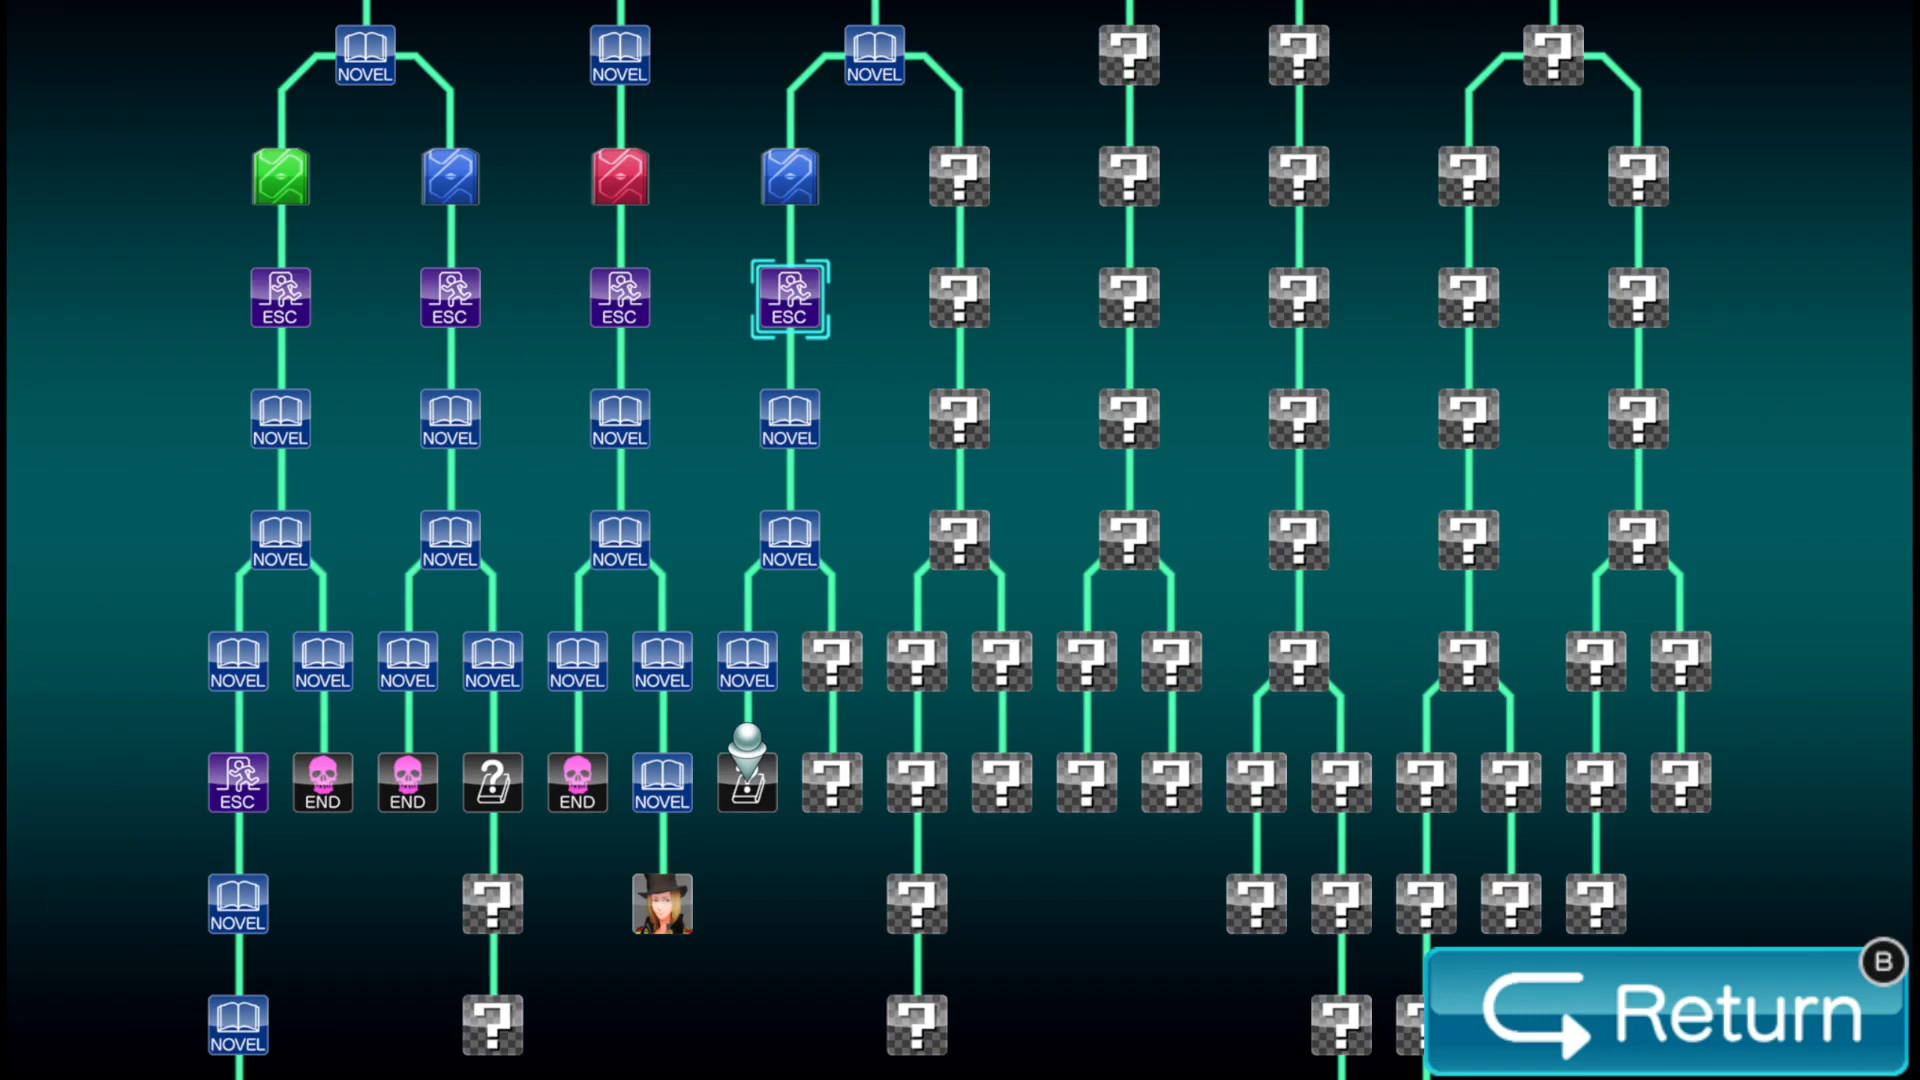 NOVEL NOVEL NOVEL ? ? ?
? ? ? ? ?
ESC ESC ESC ESC ? ? ? ? ?
NOVEL NOVEL NOVEL NOVEL ? ? ? ? ?
NOVEL NOVEL NOVEL NOVEL ? ? ? ? ?
NOVEL NOVEL NOVEL NOVEL NOVEL NOVEL NOVEL ? ? ? ? ? ? ? ? ?
ESC END END ? END NOVEL ? ? ? ? ? ? ? ? ? ? ?
NOVEL ? ? ? ? ? ? ?
NOVEL ? ? ? ?
B
Return